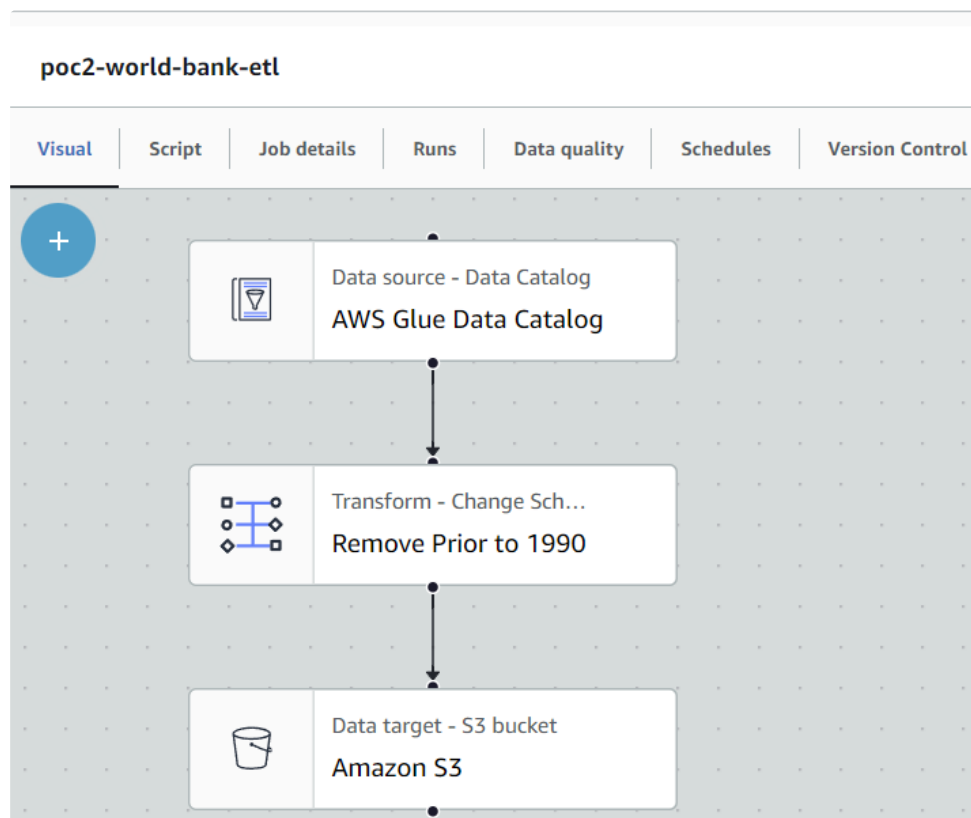 poc2-world-bank-etl
Visual Script Job details Runs Data quality Schedules Version Control
+
Data source - Data Catalog
AWS Glue Data Catalog
Transform - Change Sch...
Remove Prior to 1990
Data target - S3 bucket
Amazon S3